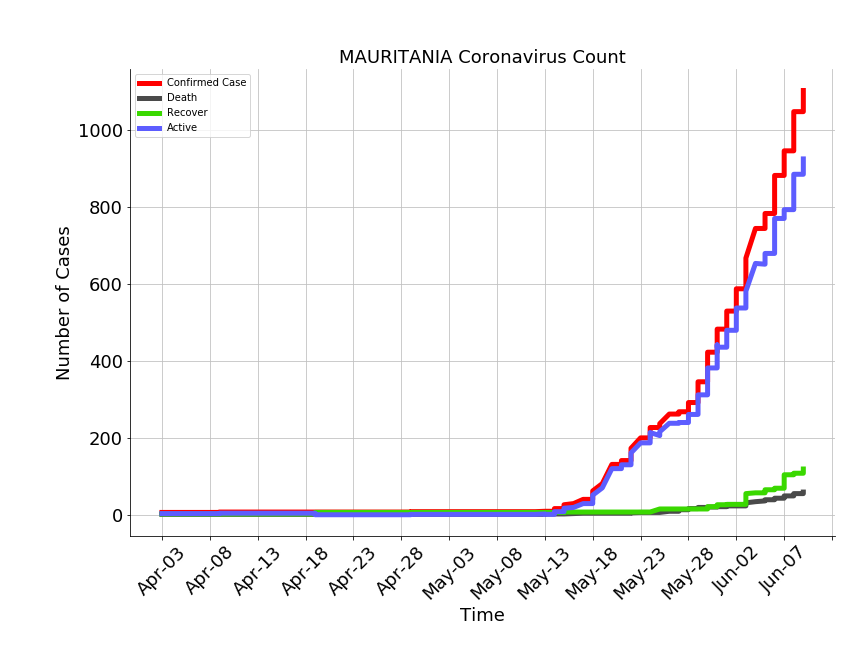 MAURITANIA Coronavirus Count
Confirmed Case
Death
Recover
Active
Number of Cases
1000
800
600
400
200
0
Apr-03 Apr-08 Apr-13 Apr-18 Apr-23 Apr-28 May-03 May-08 May-13 May-18 May-23 May-28 Jun-02 Jun-07
Time